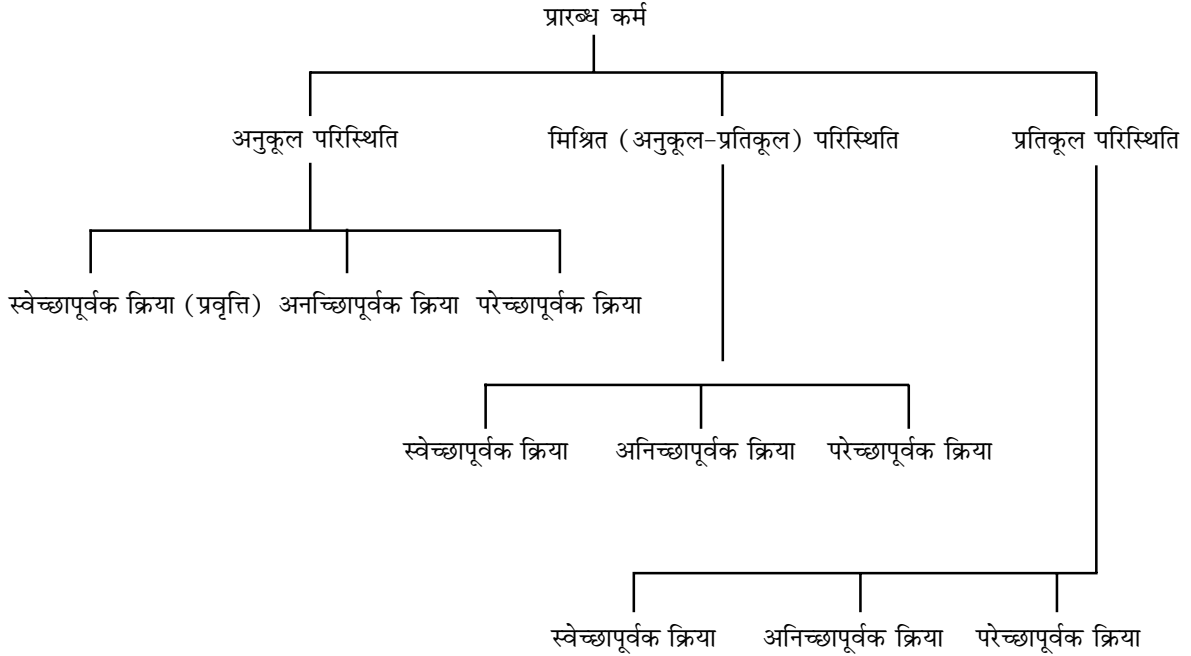 प्रारब्ध कर्म
अनुकूल परिस्थिति मिश्रित (अनुकूल-प्रतिकूल) परिस्थिति प्रतिकूल परिस्थिति
स्वेच्छापूर्वक क्रिया (प्रवृत्ति) अनच्छिापूर्वक क्रिया परेच्छापूर्वक क्रिया
स्वेच्छापूर्वक क्रिया अनिच्छापूर्वक क्रिया परेच्छापूर्वक क्रिया
स्वेच्छापूर्वक क्रिया अनिच्छापूर्वक क्रिया परेच्छापूर्वक क्रिया